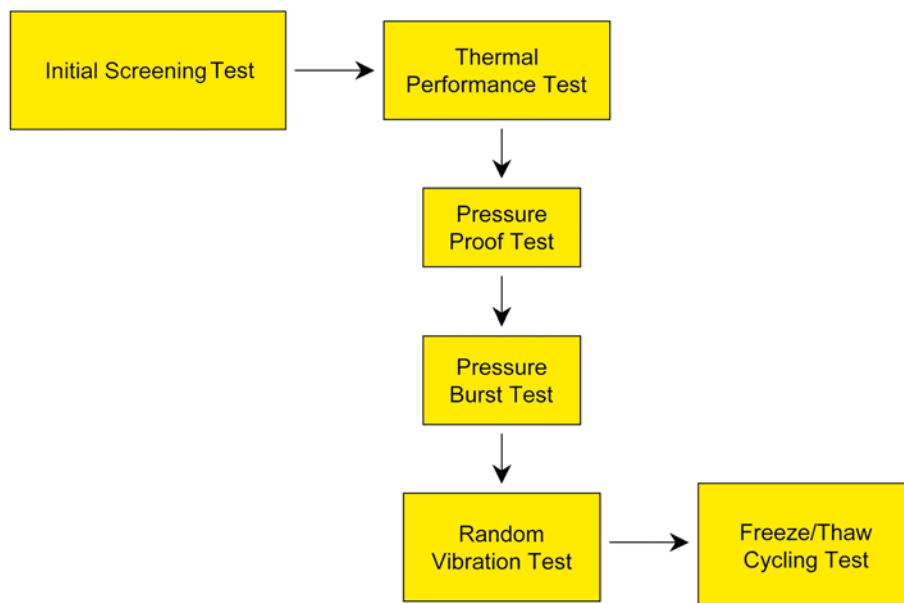 Initial Screening Test
Thermal
Performance Test
Pressure
Proof Test
Pressure
Burst Test
Random
Vibration Test
Freeze/Thaw
Cycling Test